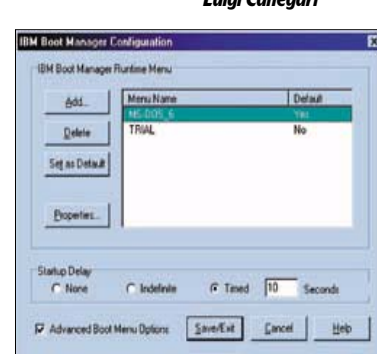 Luigi Canegari
IBM Boot Manager Configuration
IBM Boot Manager Runtime Menu
Add...
Menu Name Default
MS-DOS_6 Yes
TRIAL No
Delete
Set as Default
Properties...
Startup Delay
None Indefinite Timed 10 Seconds
Advanced Boot Menu Options Save/Exit Cancel Help